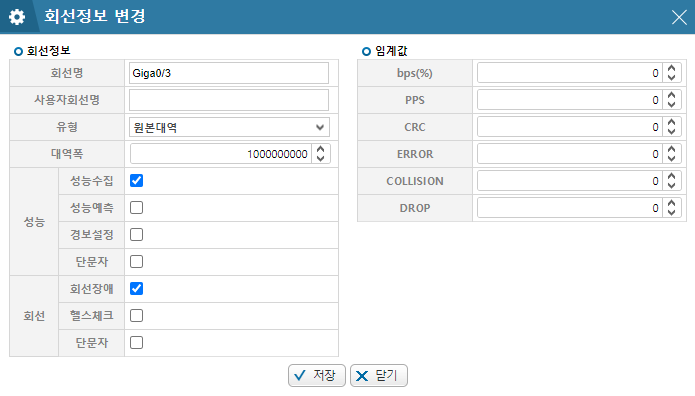 회선정보 변경
회선정보
회선명 Giga0/3
사용자회선명
유형 원본대역
대역폭 1000000000
성능
성능수집
성능예측
경보설정
단문자
회선
회선장애
헬스체크
단문자
임계값
bps(%) 0
PPS 0
CRC 0
ERROR 0
COLLISION 0
DROP 0
저장 닫기